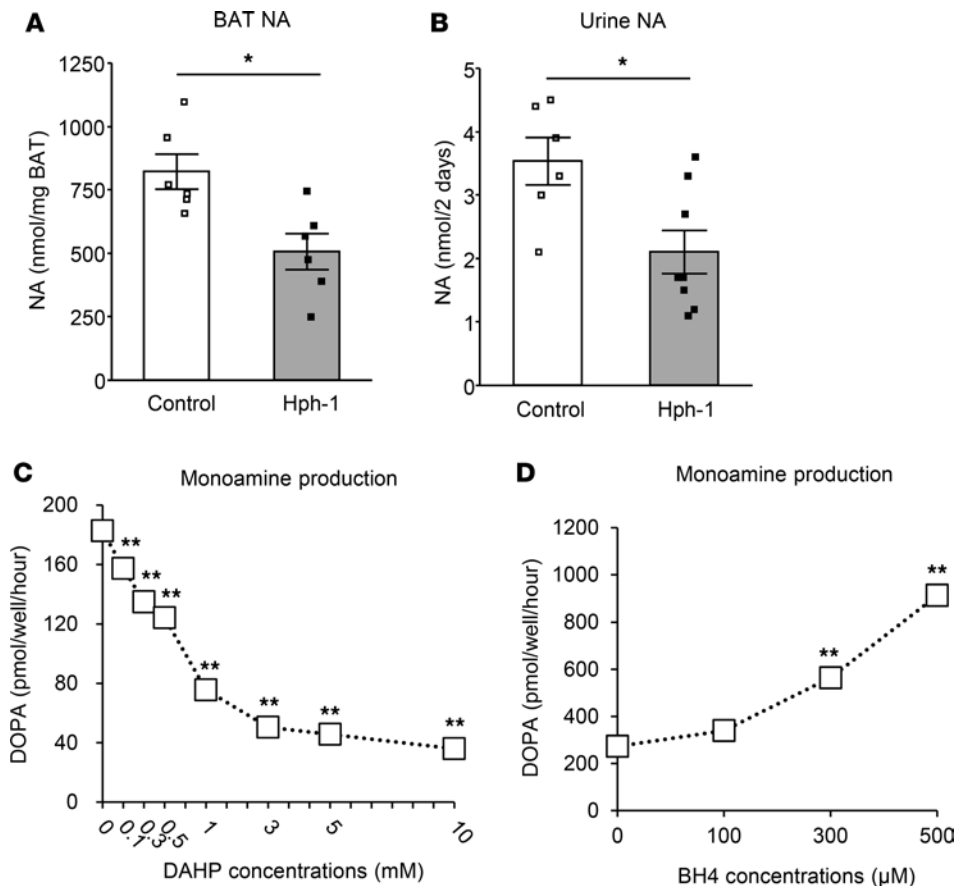 A
BAT NA
*
NA (nmol/mg BAT)
1250
1000
750
500
250
0
Control
Hph-1
B
Urine NA
*
NA (nmol/2 days)
5
4
3
2
1
0
Control
Hph-1
C
Monoamine production
DOPA (pmol/well/hour)
200
160
120
80
40
0
**
**
**
**
**
**
**
0
0.1
0.3
0.5
1
3
5
10
DAHP concentrations (mM)
D
Monoamine production
DOPA (pmol/well/hour)
1200
1000
800
600
400
200
0
**
**
0
100
300
500
BH4 concentrations (µM)